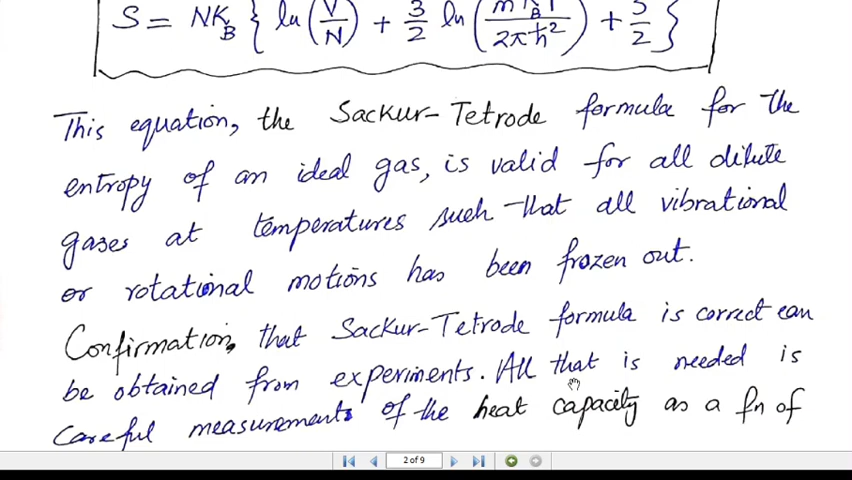 S = NK_B { ln (V/N) + 3/2 ln (m K_B T / 2πħ²) + 5/2 }
This equation, the Sackur-Tetrode formula for the
entropy of an ideal gas, is valid for all dilute
gases at temperatures such that all vibrational
or rotational motions has been frozen out.
Confirmation, that Sackur-Tetrode formula is correct can
be obtained from experiments. All that is needed is
careful measurements of the heat capacity as a fn of
2 of 9